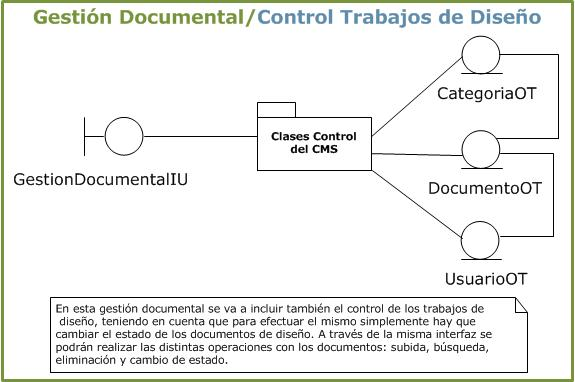 Gestión Documental/Control Trabajos de Diseño
CategoriaOT
Clases Control
del CMS
GestionDocumentalIU
DocumentoOT
UsuarioOT
En esta gestión documental se va a incluir también el control de los trabajos de
diseño, teniendo en cuenta que para efectuar el mismo simplemente hay que
cambiar el estado de los documentos de diseño. A través de la misma interfaz se
podrán realizar las distintas operaciones con los documentos: subida, búsqueda,
eliminación y cambio de estado.